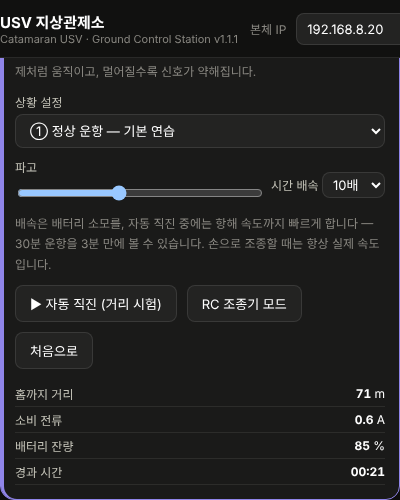 USV 지상관제소
Catamaran USV · Ground Control Station v1.1.1
본체 IP
192.168.8.20
제처럼 움직이고, 멀어질수록 신호가 약해집니다.
상황 설정
① 정상 운항 — 기본 연습
파고
시간 배속
10배
배속은 배터리 소모를, 자동 직진 중에는 항해 속도까지 빠르게 합니다 —
30분 운항을 3분 만에 볼 수 있습니다. 손으로 조종할 때는 항상 실제 속도
입니다.
▶ 자동 직진 (거리 시험)
RC 조종기 모드
처음으로
홈까지 거리 71 m
소비 전류 0.6 A
배터리 잔량 85 %
경과 시간 00:21